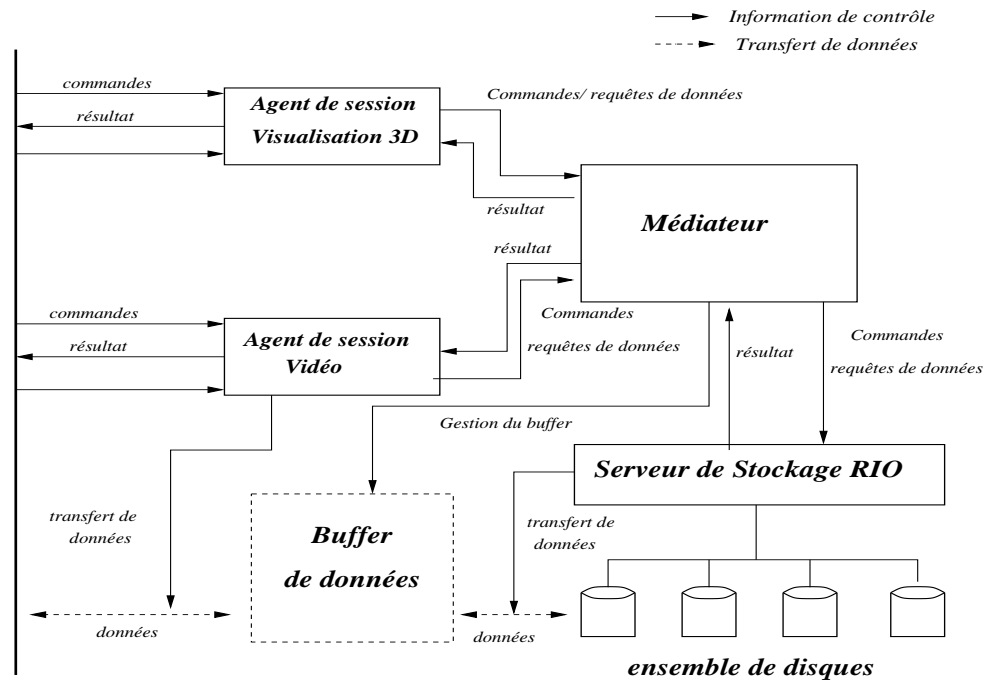 Information de contrôle
Transfert de données
commandes
résultat
Agent de session
Visualisation 3D
Commandes/ requêtes de données
résultat
Médiateur
résultat
commandes
résultat
Agent de session
Vidéo
Commandes
requêtes de données
résultat
Commandes
requêtes de données
Gestion du buffer
Serveur de Stockage RIO
transfert de
données
Buffer
de données
transfert de
données
données
données
ensemble de disques